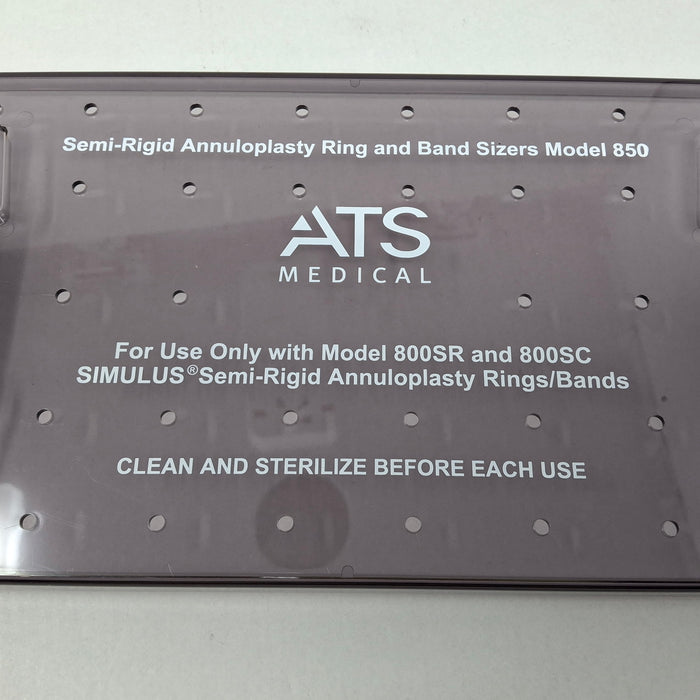 Semi-Rigid Annuloplasty Ring and Band Sizers Model 850
ATS
MEDICAL
For Use Only with Model 800SR and 800SC
SIMULUS® Semi-Rigid Annuloplasty Rings/Bands
CLEAN AND STERILIZE BEFORE EACH USE